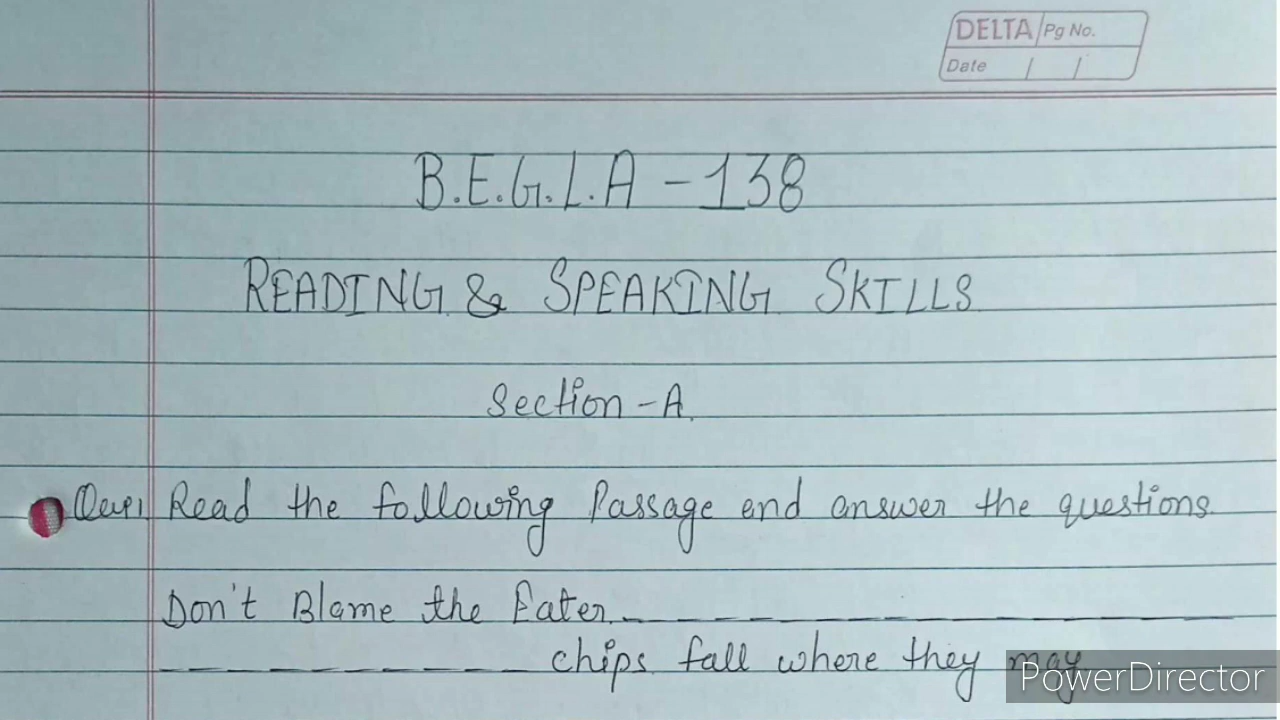 DELTA Pg No.
Date / /
B.E.G.L.A - 138
READING & SPEAKING SKILLS
Section - A.
Que1. Read the following Passage and answer the questions
Don't Blame the Eater. _ _ _ _ _ _ _ _ _ _ _ _ _
_ _ _ _ _ _ _ _ _ chips fall where they may
PowerDirector